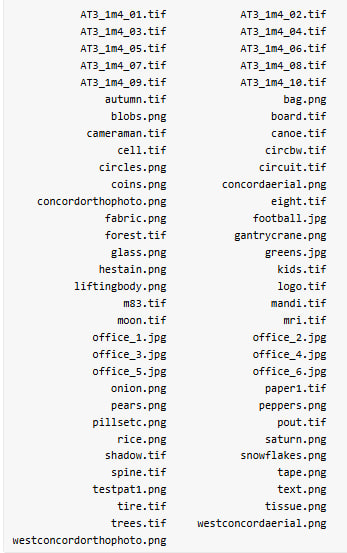 AT3_1m4_01.tif AT3_1m4_02.tif
AT3_1m4_03.tif AT3_1m4_04.tif
AT3_1m4_05.tif AT3_1m4_06.tif
AT3_1m4_07.tif AT3_1m4_08.tif
AT3_1m4_09.tif AT3_1m4_10.tif
autumn.tif bag.png
blobs.png board.tif
cameraman.tif canoe.tif
cell.tif circbw.tif
circles.png circuit.tif
coins.png concordaerial.png
concordorthophoto.png eight.tif
fabric.png football.jpg
forest.tif gantrycrane.png
glass.png greens.jpg
hestain.png kids.tif
liftingbody.png logo.tif
m83.tif mandi.tif
moon.tif mri.tif
office_1.jpg office_2.jpg
office_3.jpg office_4.jpg
office_5.jpg office_6.jpg
onion.png paper1.tif
pears.png peppers.png
pillsetc.png pout.tif
rice.png saturn.png
shadow.tif snowflakes.png
spine.tif tape.png
testpat1.png text.png
tire.tif tissue.png
trees.tif westconcordaerial.png
westconcordorthophoto.png